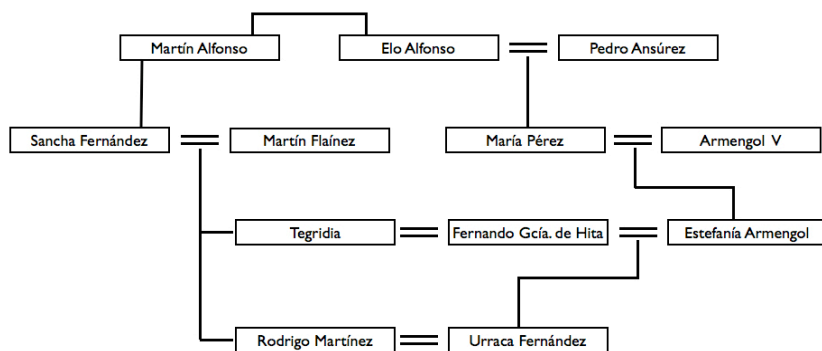 Martín Alfonso
Elo Alfonso
Pedro Ansúrez
Sancha Fernández
Martín Flaínez
María Pérez
Armengol V
Tegridia
Fernando Gcía. de Hita
Estefanía Armengol
Rodrigo Martínez
Urraca Fernández